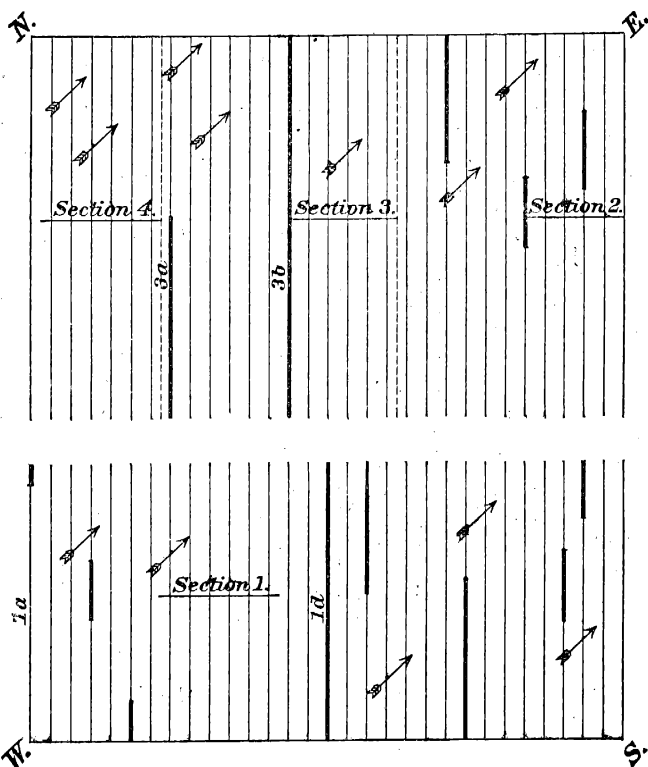 N.
E.
Section 4.
Section 3.
Section 2.
3a
3b
Section 1.
1a
1d
W.
S.